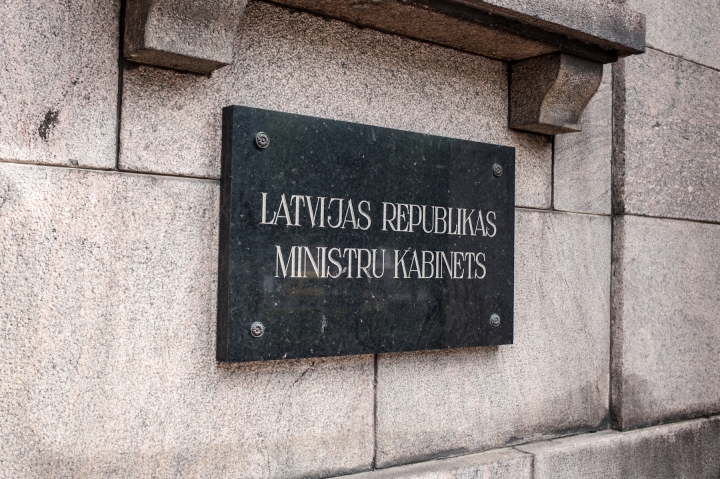 LATVIJAS REPUBLIKAS
MINISTRU KABINETS